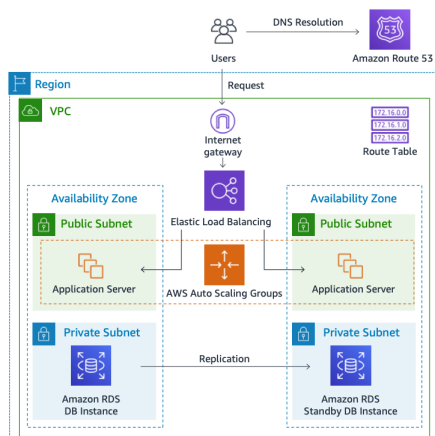 DNS Resolution
53
Users
Amazon Route 53
Region
Request
VPC
Internet
gateway
172.16.0.0
172.16.1.0
172.16.2.0
Route Table
Availability Zone
Availability Zone
Public Subnet
Elastic Load Balancing
Public Subnet
Application Server
AWS Auto Scaling Groups
Application Server
Private Subnet
Private Subnet
Replication
Amazon RDS
DB Instance
Amazon RDS
Standby DB Instance